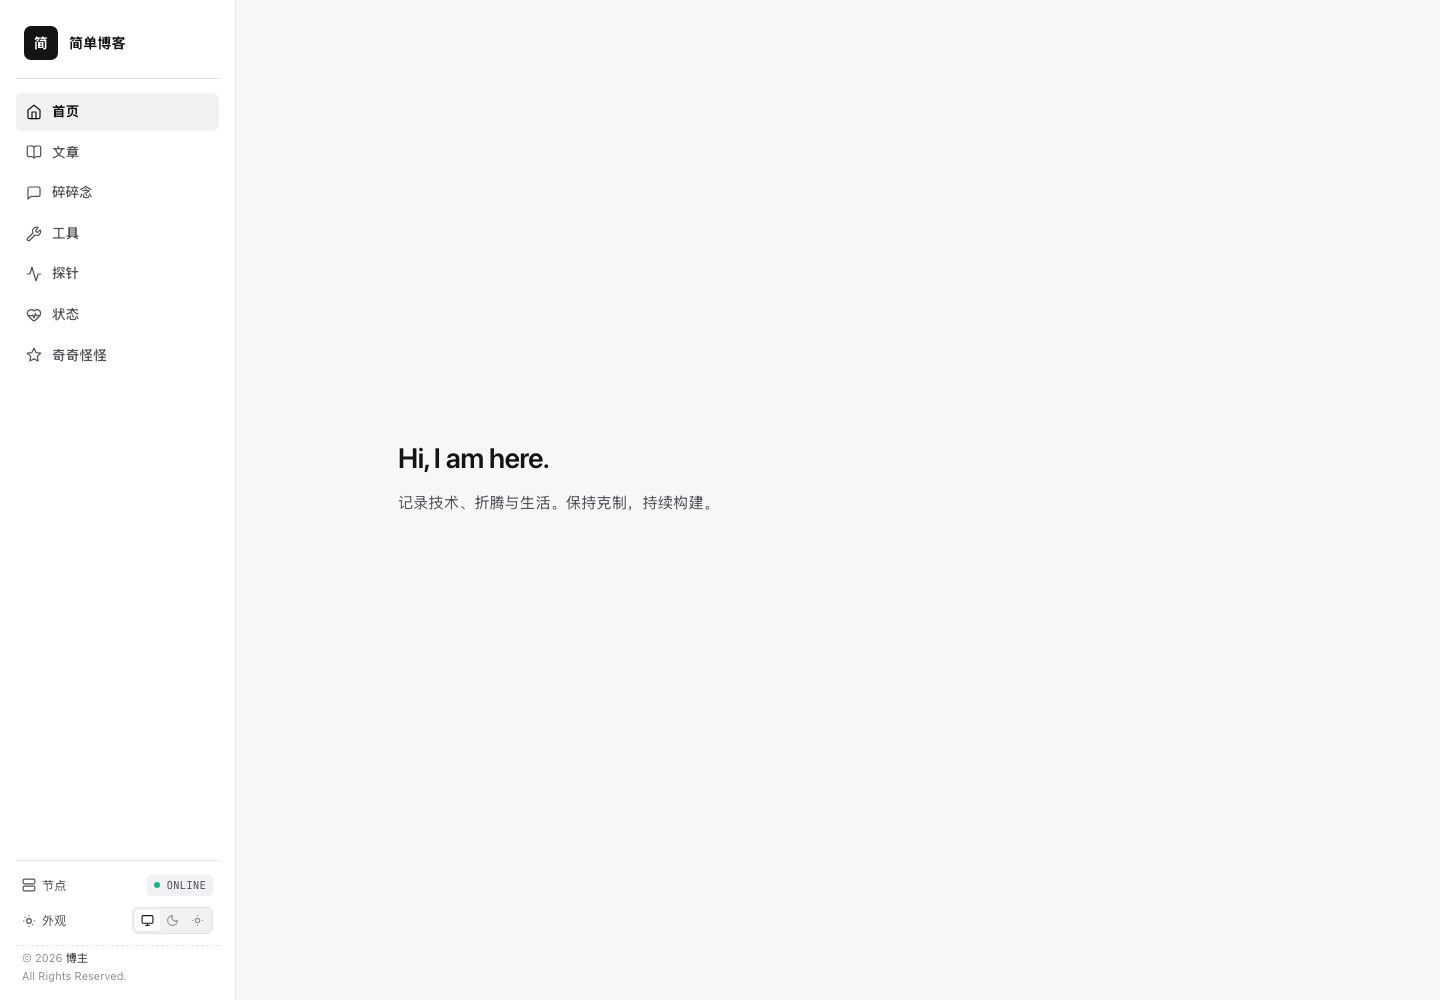 简 简单博客
首页
文章
碎碎念
工具
探针
状态
奇奇怪怪
Hi, I am here.
记录技术、折腾与生活。保持克制，持续构建。
节点 ONLINE
外观
© 2026 博主
All Rights Reserved.